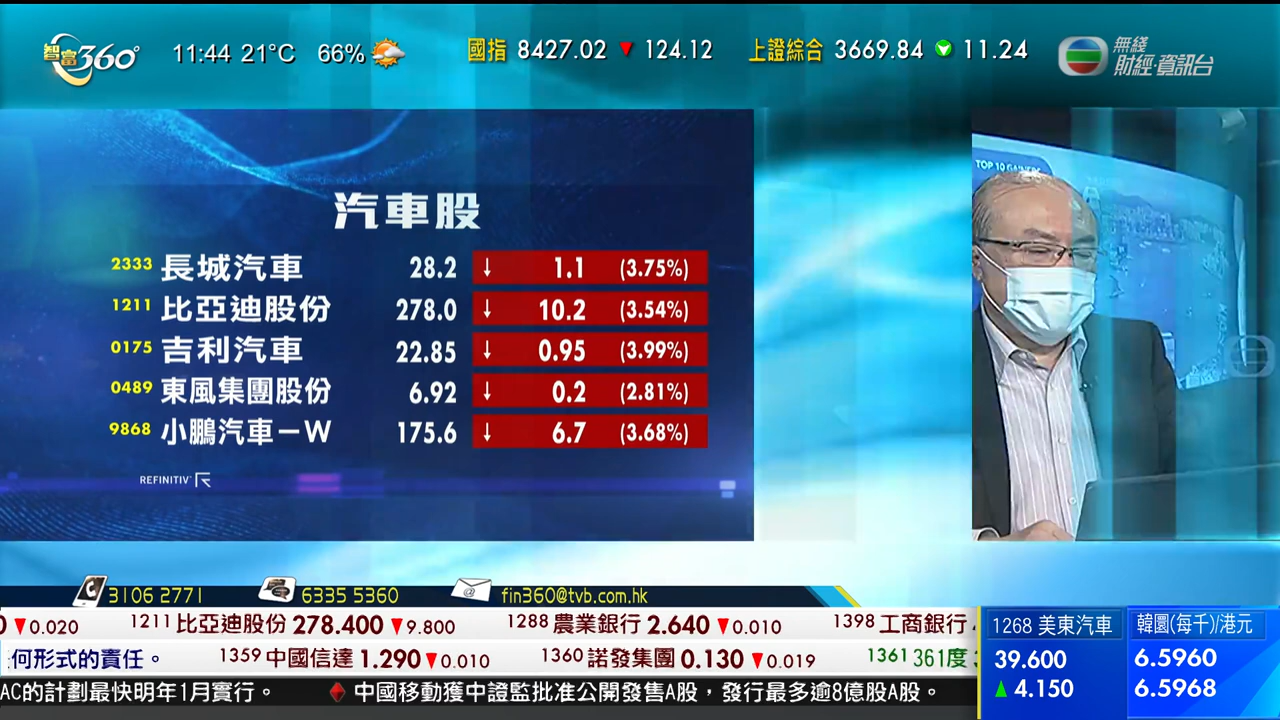 智富360°
11:44 21°C 66%
國指 8427.02 ▼ 124.12
上證綜合 3669.84 11.24
無綫
財經·資訊台
TOP 10 GAINERS
汽車股
2333 長城汽車 28.2 ↓ 1.1 (3.75%)
1211 比亞迪股份 278.0 ↓ 10.2 (3.54%)
0175 吉利汽車 22.85 ↓ 0.95 (3.99%)
0489 東風集團股份 6.92 ↓ 0.2 (2.81%)
9868 小鵬汽車－W 175.6 ↓ 6.7 (3.68%)
REFINITIV
3106 2771 6335 5360 fin360@tvb.com.hk
0 ▼0.020 1211 比亞迪股份 278.400 ▼9.800 1288 農業銀行 2.640 ▼0.010 1398 工商銀行
何形式的責任。 1359 中國信達 1.290 ▼0.010 1360 諾發集團 0.130 ▼0.019 1361 361度
AC的計劃最快明年1月實行。 中國移動獲中證監批准公開發售A股，發行最多逾8億股A股。
1268 美東汽車
39.600
▲ 4.150
韓圜(每千)/港元
6.5960
6.5968